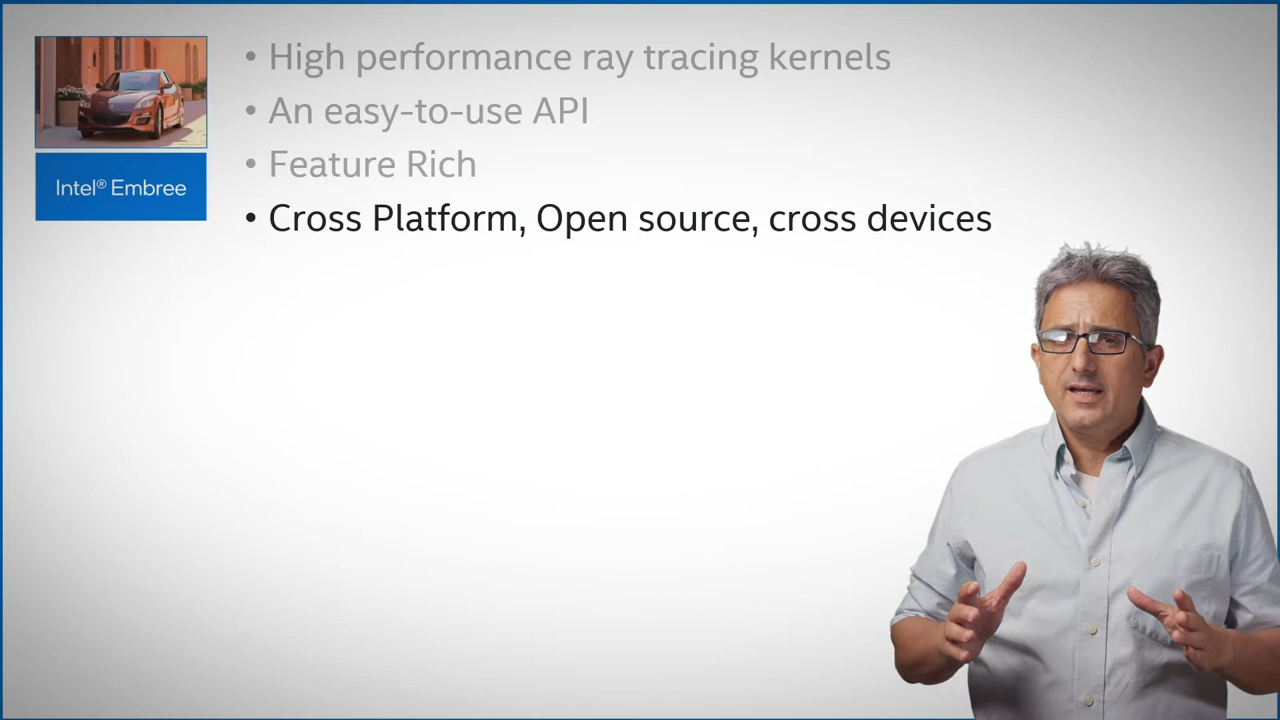 • High performance ray tracing kernels
• An easy-to-use API
• Feature Rich
Intel® Embree
• Cross Platform, Open source, cross devices